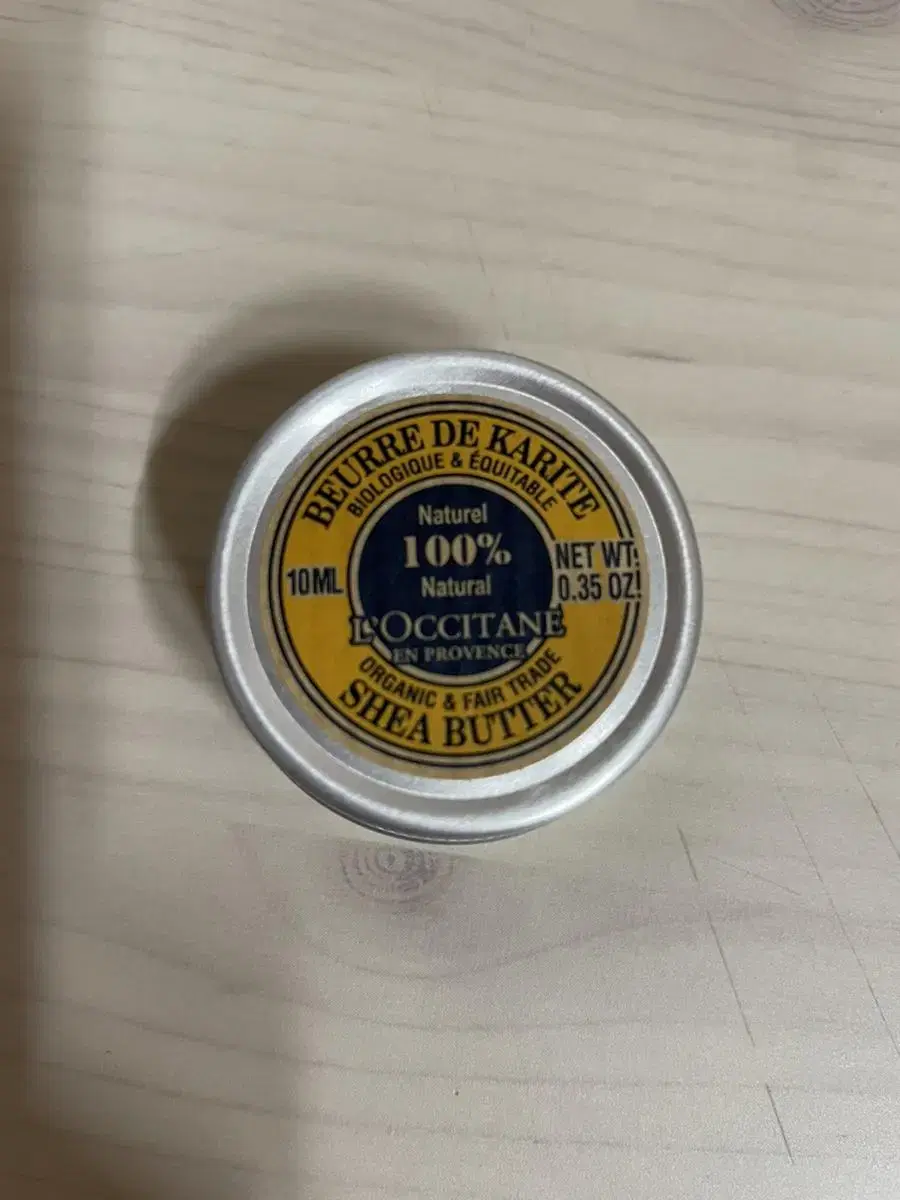 BEURRE DE KARITE
BIOLOGIQUE & ÉQUITABLE
Naturel
100%
Natural
10ML
NET WT:
0.35 OZ!
L'OCCITANE
EN PROVENCE
ORGANIC & FAIR TRADE
SHEA BUTTER